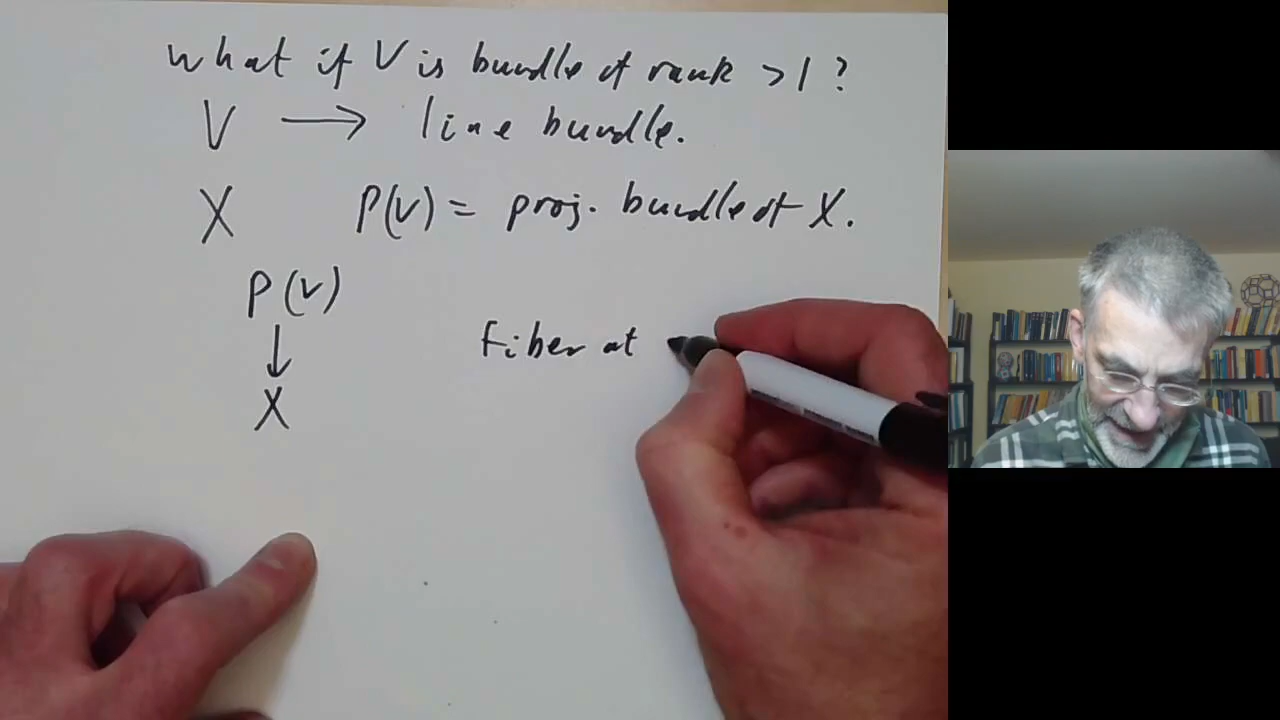 What if V is bundle of rank >1?
V → line bundle.
X P(V) = proj. bundle of X.
P(V)
↓ Fiber at
X